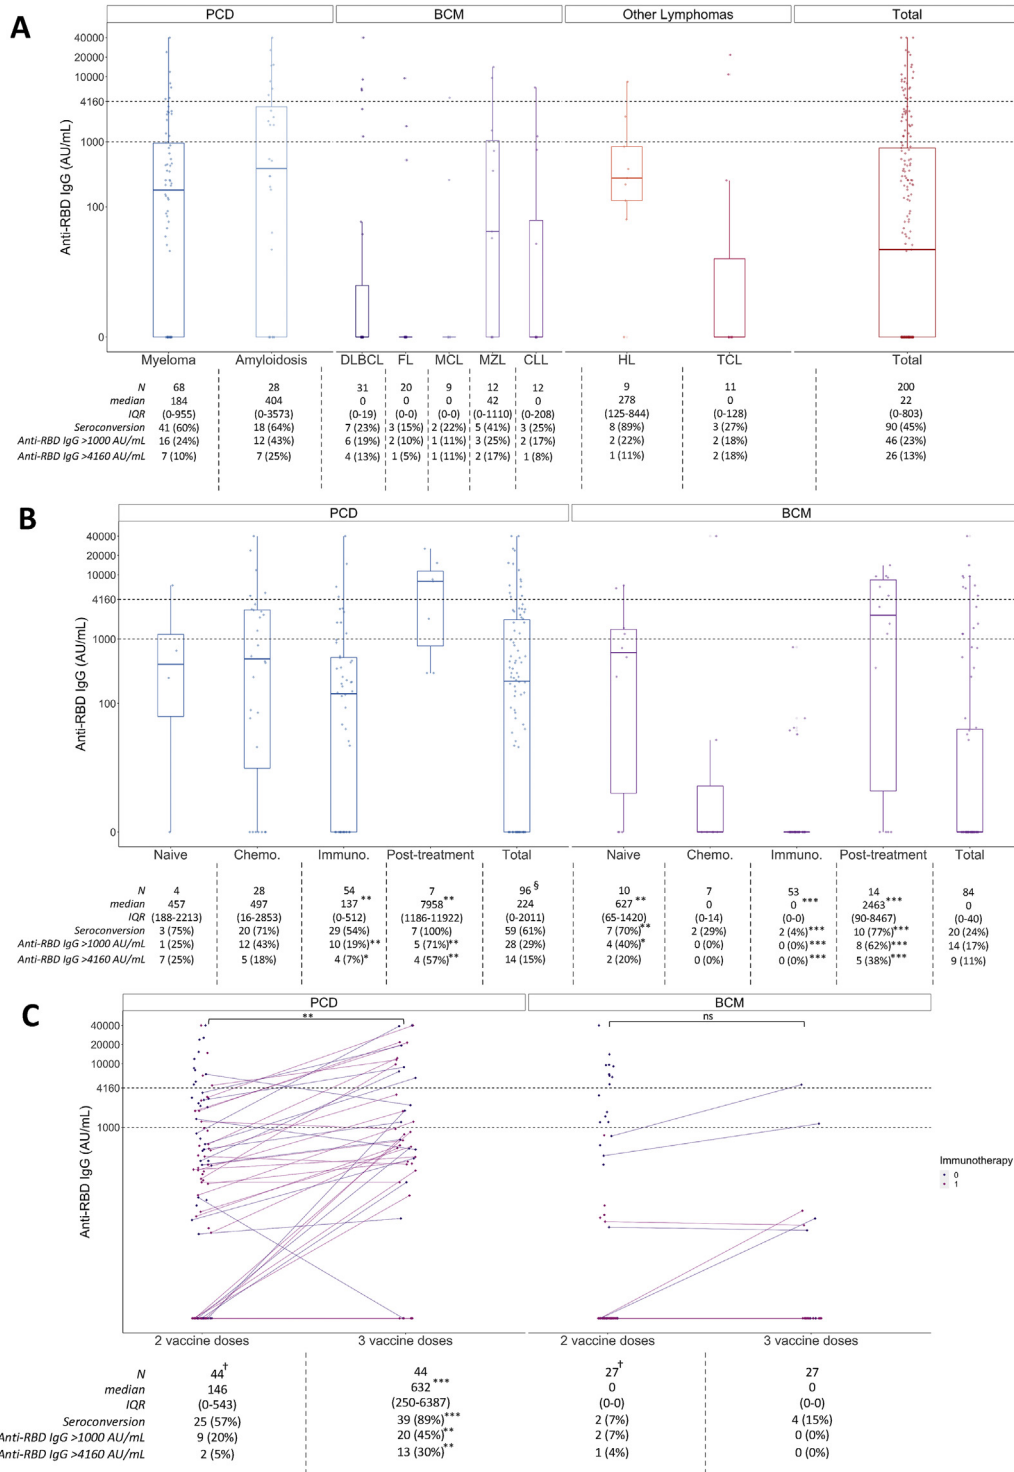 A
PCD BCM Other Lymphomas Total
Anti-RBD IgG (AU/mL)
40000
20000
10000
4160
1000
100
0
Myeloma Amyloidosis DLBCL FL MCL MZL CLL HL TCL Total
N 68 28 31 20 9 12 12 9 11 200
median 184 404 0 0 0 42 0 278 0 22
IQR (0-955) (0-3573) (0-19) (0-0) (0-0) (0-1110) (0-208) (125-844) (0-128) (0-803)
Seroconversion 41 (60%) 18 (64%) 7 (23%) 3 (15%) 2 (22%) 5 (41%) 3 (25%) 8 (89%) 3 (27%) 90 (45%)
Anti-RBD IgG >1000 AU/mL 16 (24%) 12 (43%) 6 (19%) 2 (10%) 1 (11%) 3 (25%) 2 (17%) 2 (22%) 2 (18%) 46 (23%)
Anti-RBD IgG >4160 AU/mL 7 (10%) 7 (25%) 4 (13%) 1 (5%) 1 (11%) 2 (17%) 1 (8%) 1 (11%) 2 (18%) 26 (13%)
B
PCD BCM
Anti-RBD IgG (AU/mL)
40000
20000
10000
4160
1000
100
0
Naive Chemo. Immuno. Post-treatment Total Naive Chemo. Immuno. Post-treatment Total
N 4 28 54 7 96 § 10 7 53 14 84
median 457 497 137 ** 7958 ** 224 627 ** 0 0 *** 2463 *** 0
IQR (188-2213) (16-2853) (0-512) (1186-11922) (0-2011) (65-1420) (0-14) (0-0) (90-8467) (0-40)
Seroconversion 3 (75%) 20 (71%) 29 (54%) 7 (100%) 59 (61%) 7 (70%)** 2 (29%) 2 (4%)*** 10 (77%)*** 20 (24%)
Anti-RBD IgG >1000 AU/mL 1 (25%) 12 (43%) 10 (19%)** 5 (71%)** 28 (29%) 4 (40%)* 0 (0%) 0 (0%)*** 8 (62%)*** 14 (17%)
Anti-RBD IgG >4160 AU/mL 7 (25%) 5 (18%) 4 (7%)* 4 (57%)** 14 (15%) 2 (20%) 0 (0%) 0 (0%)*** 5 (38%)*** 9 (11%)
C
PCD BCM
** ns
Anti-RBD IgG (AU/mL)
40000
20000
10000
4160
1000
Immunotherapy
0
1
2 vaccine doses 3 vaccine doses 2 vaccine doses 3 vaccine doses
N 44† 44 27† 27
median 146 632 *** 0 0
IQR (0-543) (250-6387) (0-0) (0-0)
Seroconversion 25 (57%) 39 (89%)*** 2 (7%) 4 (15%)
Anti-RBD IgG >1000 AU/mL 9 (20%) 20 (45%)** 2 (7%) 0 (0%)
Anti-RBD IgG >4160 AU/mL 2 (5%) 13 (30%)** 1 (4%) 0 (0%)